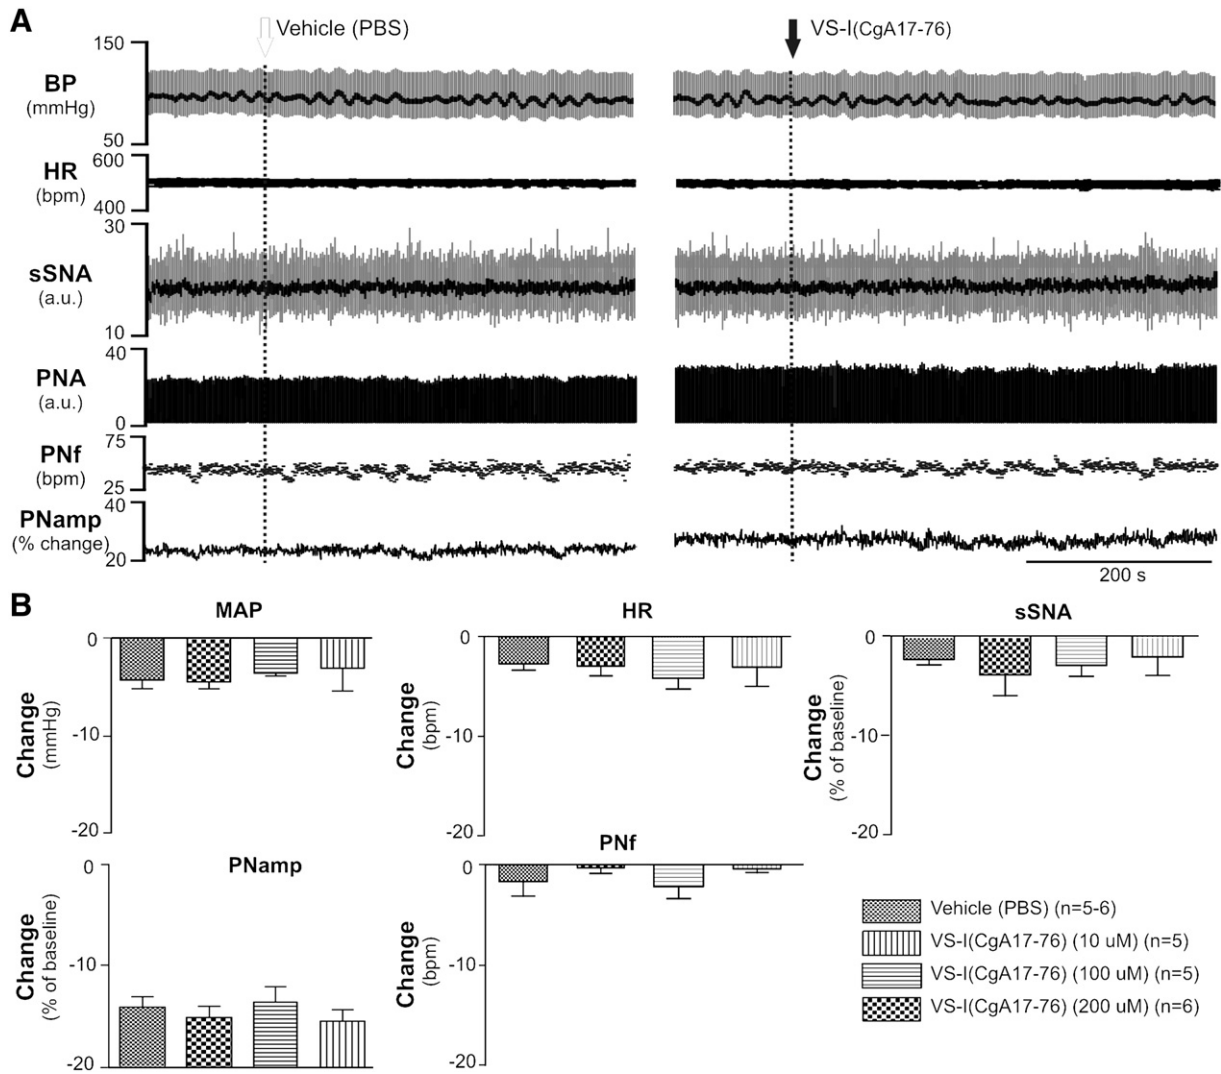 A
Vehicle (PBS)
VS-I(CgA17-76)
150
BP
(mmHg)
50
600
HR
(bpm)
400
30
sSNA
(a.u.)
10
40
PNA
(a.u.)
0
75
PNf
(bpm)
25
40
PNamp
(% change)
20
200 s
B
MAP
HR
sSNA
0
-10
-20
Change
(mmHg)
0
-10
-20
Change
(bpm)
0
-10
-20
Change
(% of baseline)
PNamp
PNf
0
-10
-20
Change
(% of baseline)
0
-10
-20
Change
(bpm)
Vehicle (PBS) (n=5-6)
VS-I(CgA17-76) (10 uM) (n=5)
VS-I(CgA17-76) (100 uM) (n=5)
VS-I(CgA17-76) (200 uM) (n=6)